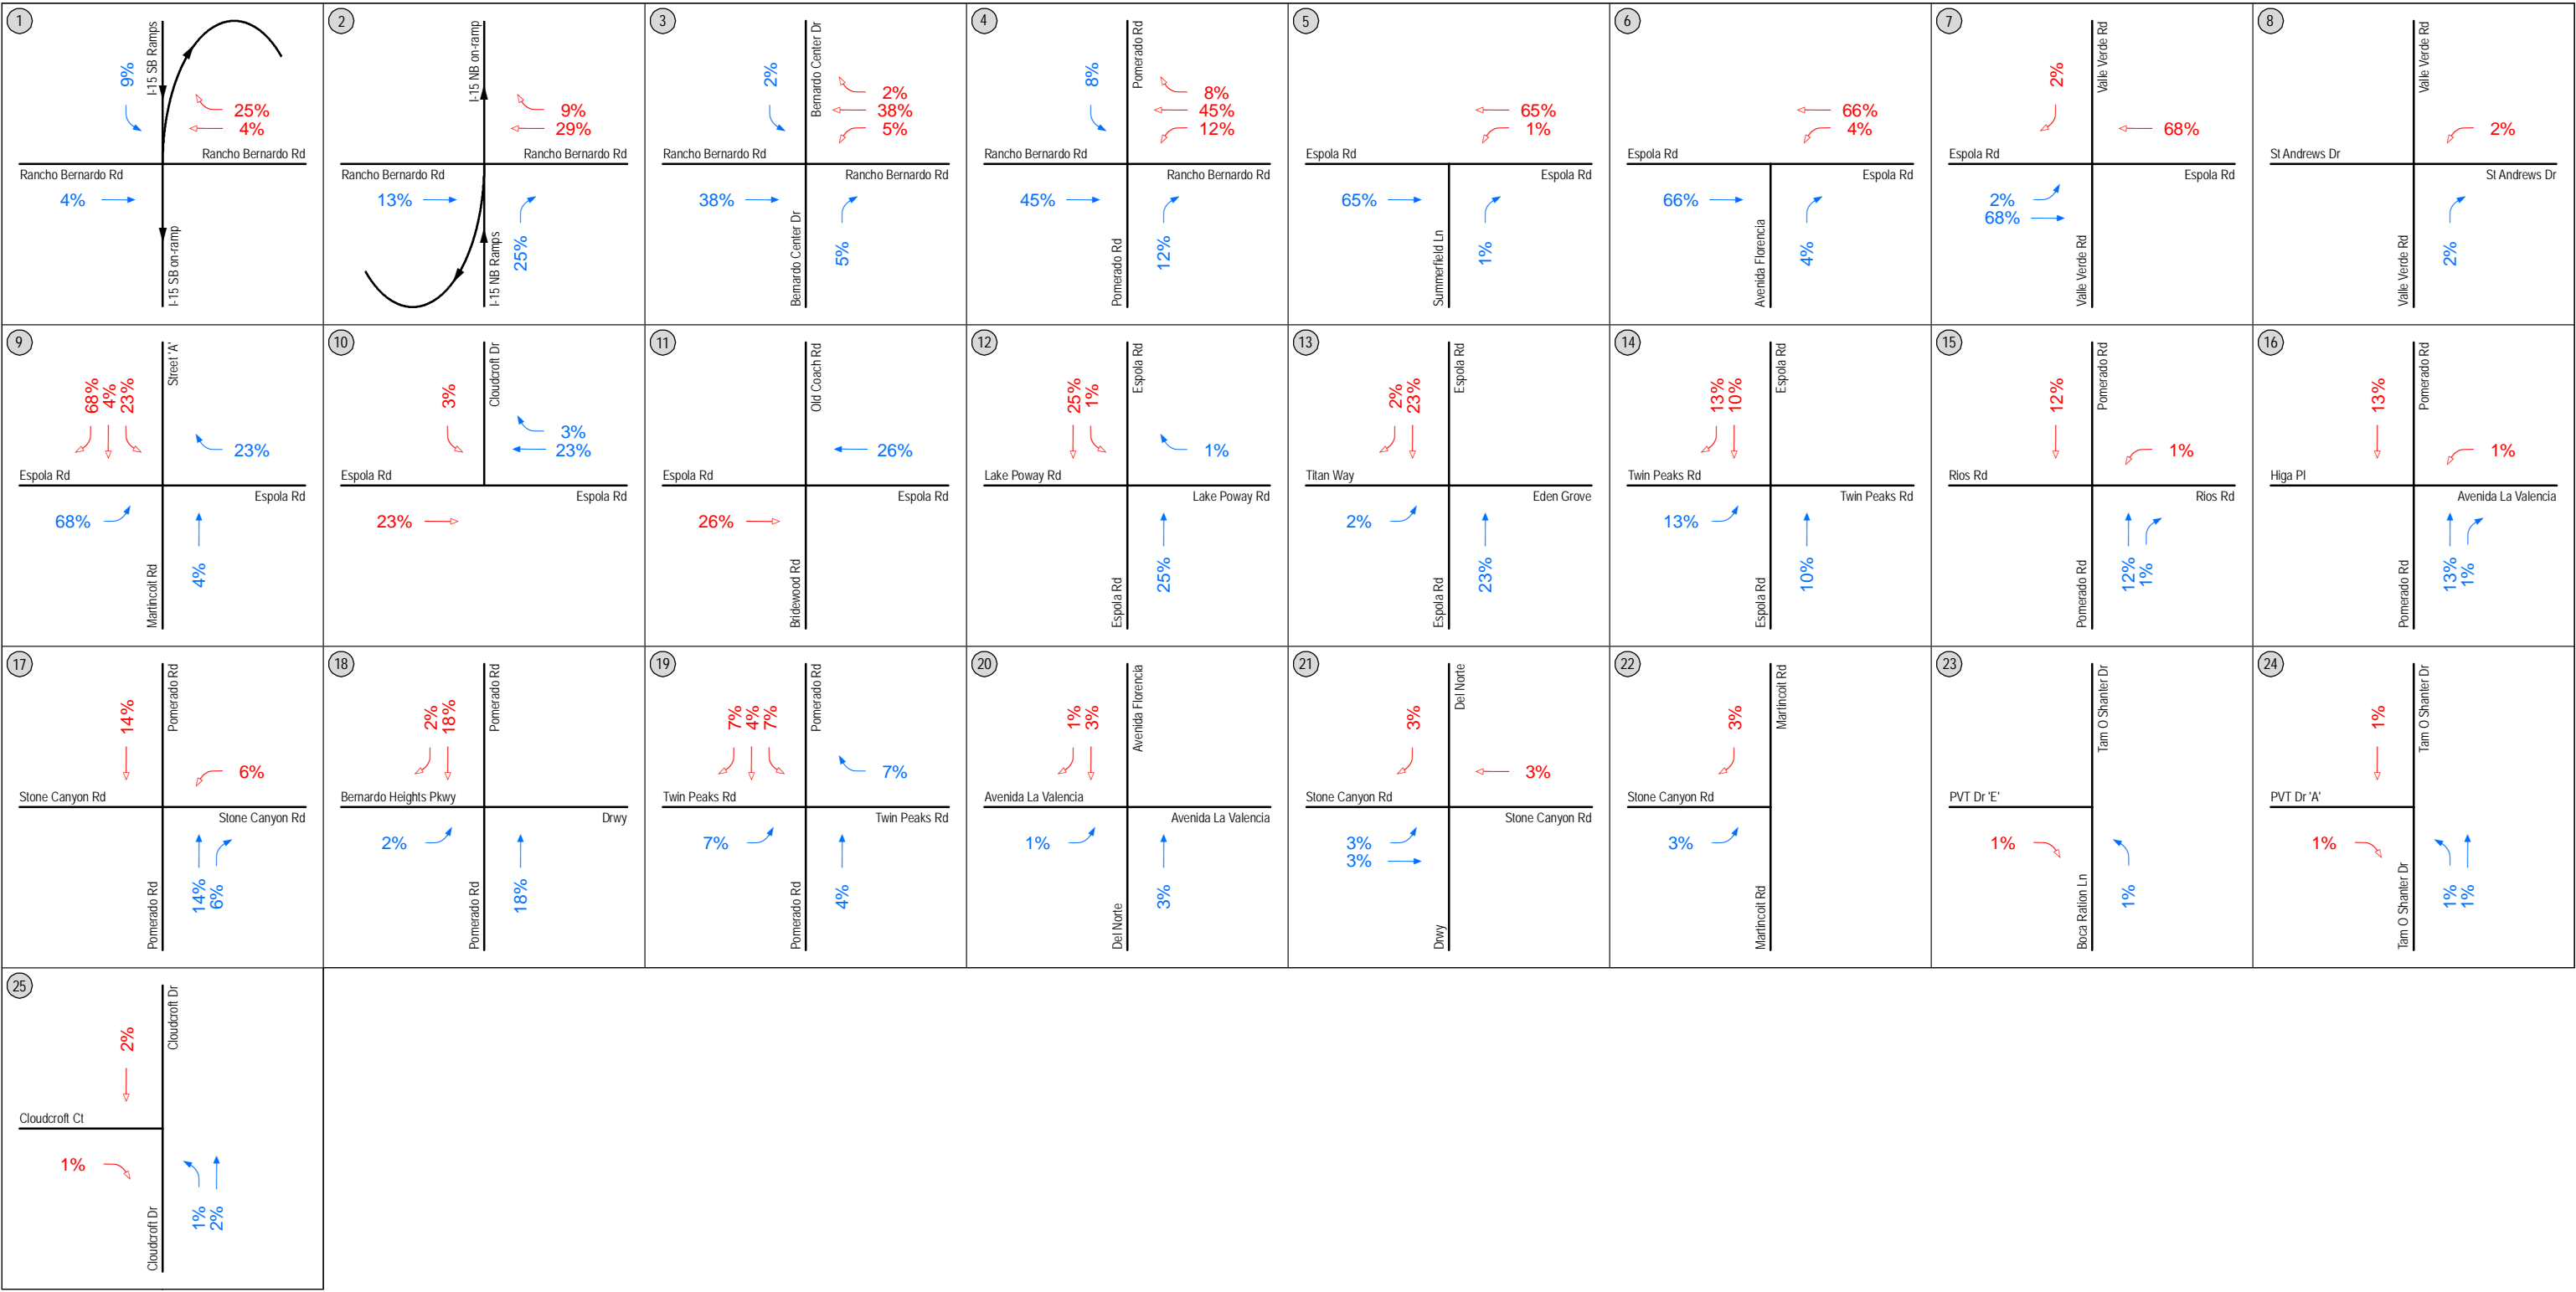 1
I-15 SB Ramps
9%
25%
4%
Rancho Bernardo Rd
Rancho Bernardo Rd
4%
I-15 SB on-ramp
2
I-15 NB on-ramp
9%
29%
Rancho Bernardo Rd
Rancho Bernardo Rd
13%
25%
I-15 NB Ramps
3
Bernardo Center Dr
2%
2%
38%
5%
Rancho Bernardo Rd
Rancho Bernardo Rd
38%
5%
Bernardo Center Dr
4
Pomerado Rd
8%
8%
45%
12%
Rancho Bernardo Rd
Rancho Bernardo Rd
45%
12%
Pomerado Rd
5
65%
1%
Espola Rd
Espola Rd
65%
1%
Summerfield Ln
6
66%
4%
Espola Rd
Espola Rd
66%
4%
Avenida Florencia
7
Valle Verde Rd
2%
68%
Espola Rd
Espola Rd
2%
68%
Valle Verde Rd
8
Valle Verde Rd
2%
St Andrews Dr
St Andrews Dr
2%
Valle Verde Rd
9
Street 'A'
68%
4%
23%
23%
Espola Rd
Espola Rd
68%
4%
Martincoit Rd
10
Cloudcroft Dr
3%
3%
23%
Espola Rd
Espola Rd
23%
11
Old Coach Rd
26%
Espola Rd
Espola Rd
26%
Bridewood Rd
12
Espola Rd
25%
1%
1%
Lake Poway Rd
Lake Poway Rd
25%
Espola Rd
13
Espola Rd
2%
23%
Titan Way
Eden Grove
2%
23%
Espola Rd
14
Espola Rd
13%
10%
Twin Peaks Rd
Twin Peaks Rd
13%
10%
Espola Rd
15
Pomerado Rd
12%
1%
Rios Rd
Rios Rd
12%
1%
Pomerado Rd
16
Pomerado Rd
13%
1%
Higa Pl
Avenida La Valencia
13%
1%
Pomerado Rd
17
Pomerado Rd
14%
6%
Stone Canyon Rd
Stone Canyon Rd
14%
6%
Pomerado Rd
18
Pomerado Rd
2%
18%
Bernardo Heights Pkwy
Drwy
2%
18%
Pomerado Rd
19
Pomerado Rd
7%
4%
7%
7%
Twin Peaks Rd
Twin Peaks Rd
7%
4%
Pomerado Rd
20
Avenida Florencia
1%
3%
Avenida La Valencia
Avenida La Valencia
1%
3%
Del Norte
21
Del Norte
3%
3%
Stone Canyon Rd
Stone Canyon Rd
3%
3%
Drwy
22
Martincoit Rd
3%
Stone Canyon Rd
3%
Martincoit Rd
23
Tam O Shanter Dr
PVT Dr 'E'
1%
1%
Boca Ration Ln
24
Tam O Shanter Dr
1%
PVT Dr 'A'
1%
1%
1%
Tam O Shanter Dr
25
Cloudcroft Dr
2%
Cloudcroft Ct
1%
1%
2%
Cloudcroft Dr